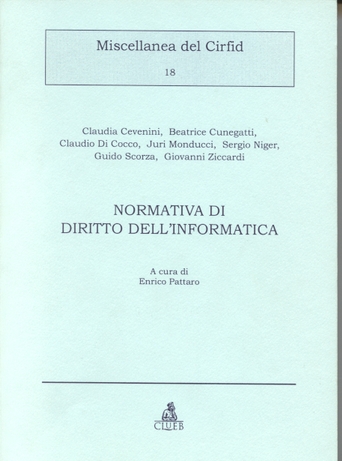 Miscellanea del Cirfid
18
Claudia Cevenini, Beatrice Cunegatti,
Claudio Di Cocco, Juri Monducci, Sergio Niger,
Guido Scorza, Giovanni Ziccardi
NORMATIVA DI
DIRITTO DELL'INFORMATICA
A cura di
Enrico Pattaro
CLUEB